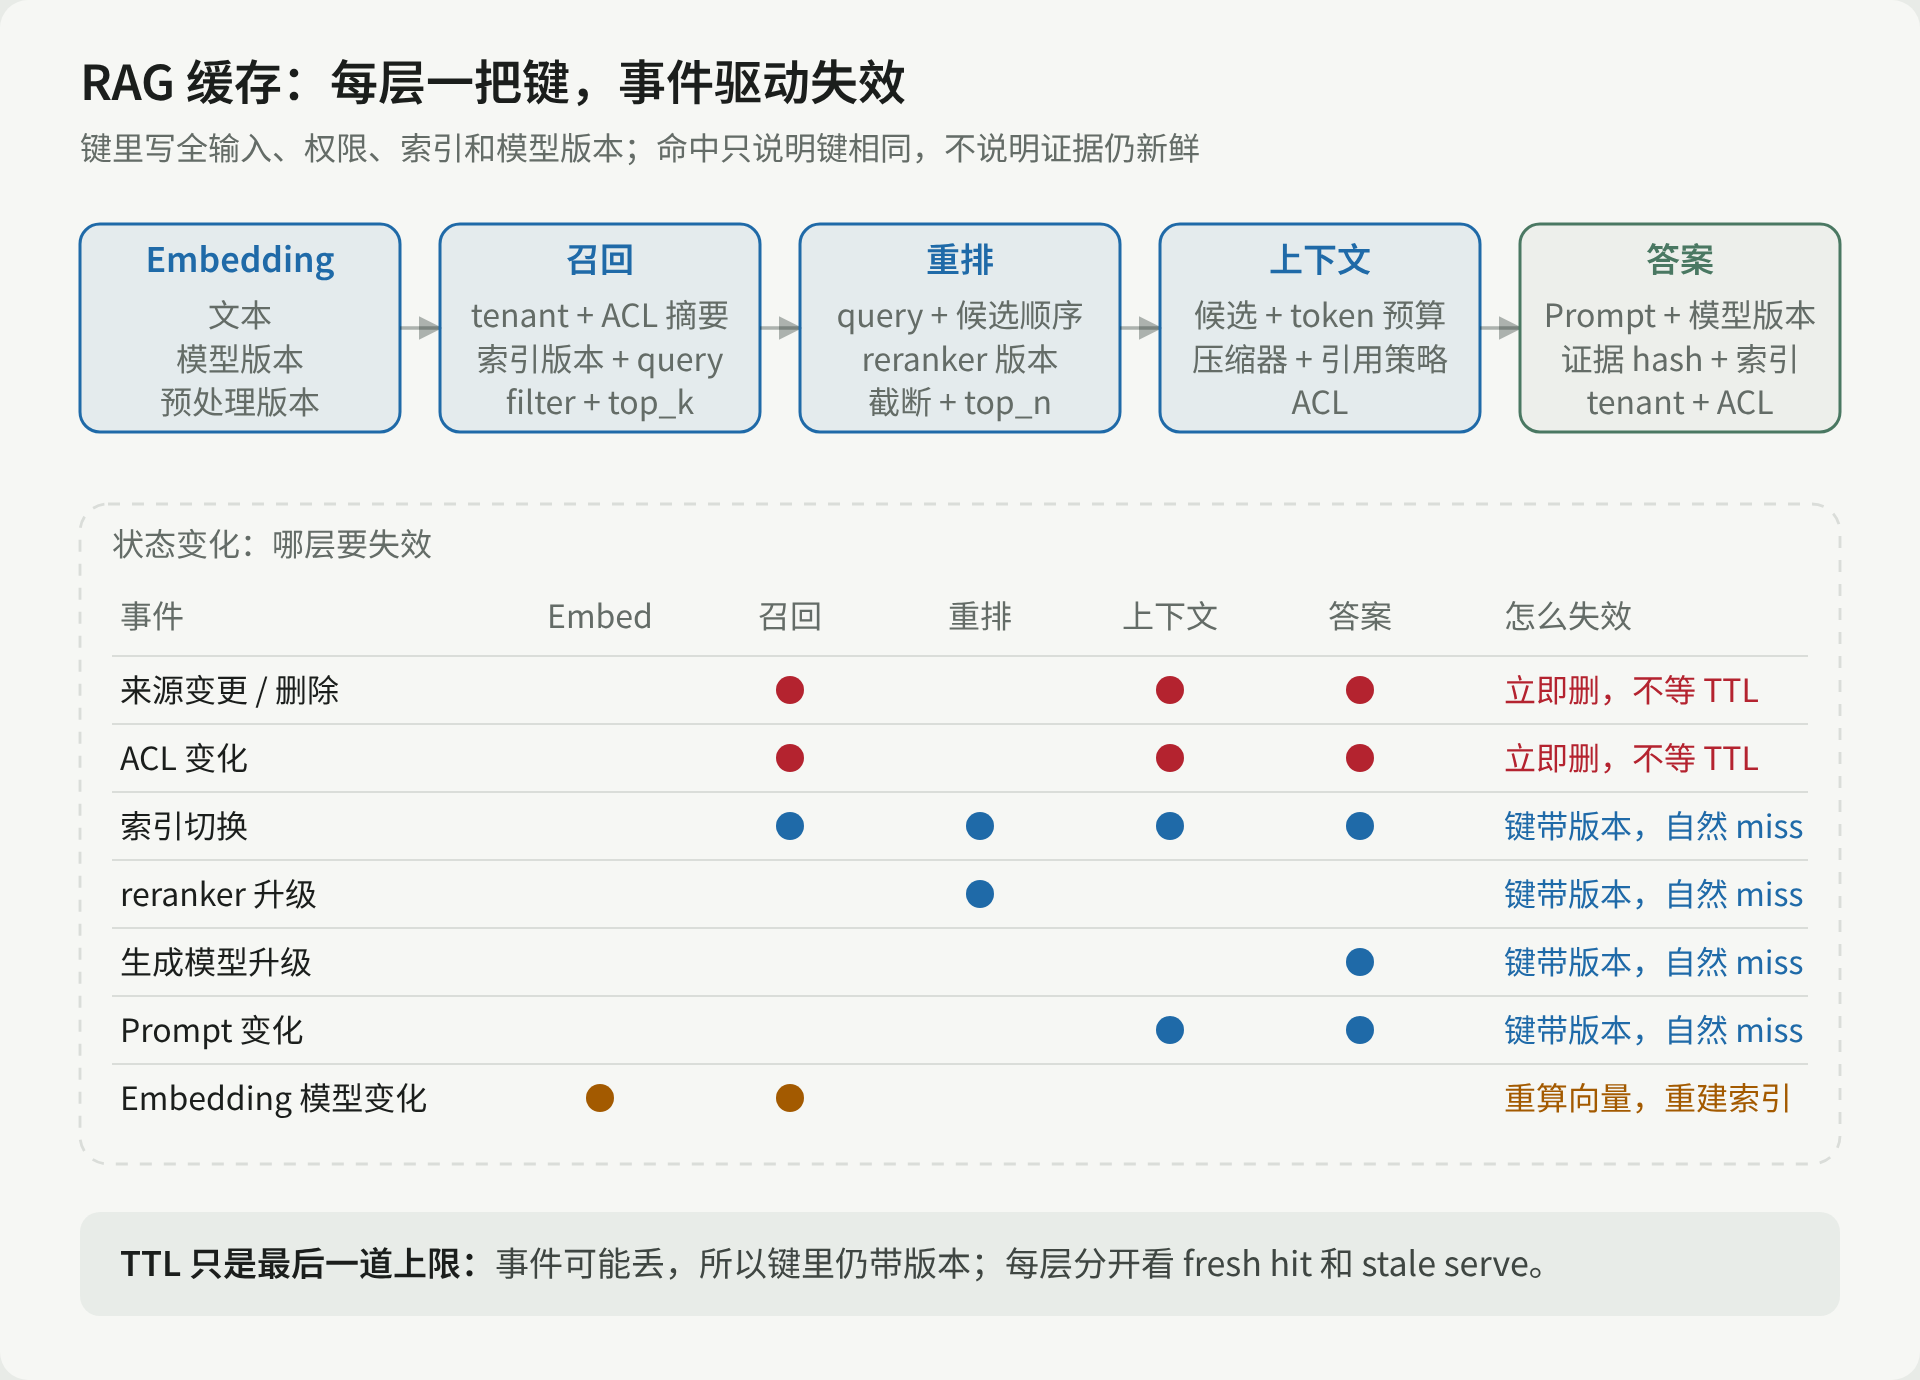 RAG 缓存：每层一把键，事件驱动失效
键里写全输入、权限、索引和模型版本；命中只说明键相同，不说明证据仍新鲜
Embedding
文本
模型版本
预处理版本
召回
tenant + ACL 摘要
索引版本 + query
filter + top_k
重排
query + 候选顺序
reranker 版本
截断 + top_n
上下文
候选 + token 预算
压缩器 + 引用策略
ACL
答案
Prompt + 模型版本
证据 hash + 索引
tenant + ACL
状态变化：哪层要失效
事件 Embed 召回 重排 上下文 答案 怎么失效
来源变更 / 删除 立即删，不等 TTL
ACL 变化 立即删，不等 TTL
索引切换 键带版本，自然 miss
reranker 升级 键带版本，自然 miss
生成模型升级 键带版本，自然 miss
Prompt 变化 键带版本，自然 miss
Embedding 模型变化 重算向量，重建索引
TTL 只是最后一道上限：事件可能丢，所以键里仍带版本；每层分开看 fresh hit 和 stale serve。